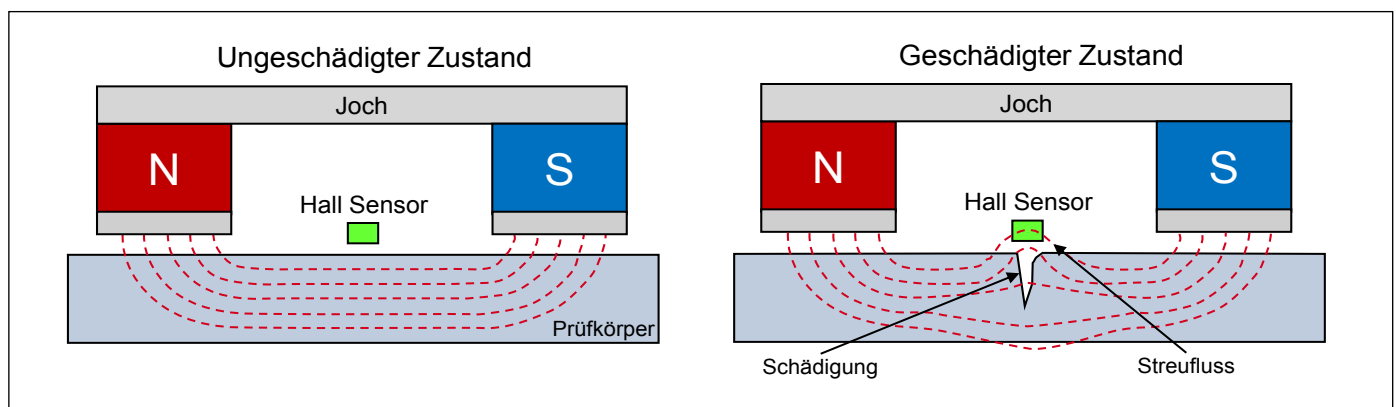 Ungeschädigter Zustand
Joch
N
S
Hall Sensor
Prüfkörper
Geschädigter Zustand
Joch
N
S
Hall Sensor
Schädigung
Streufluss